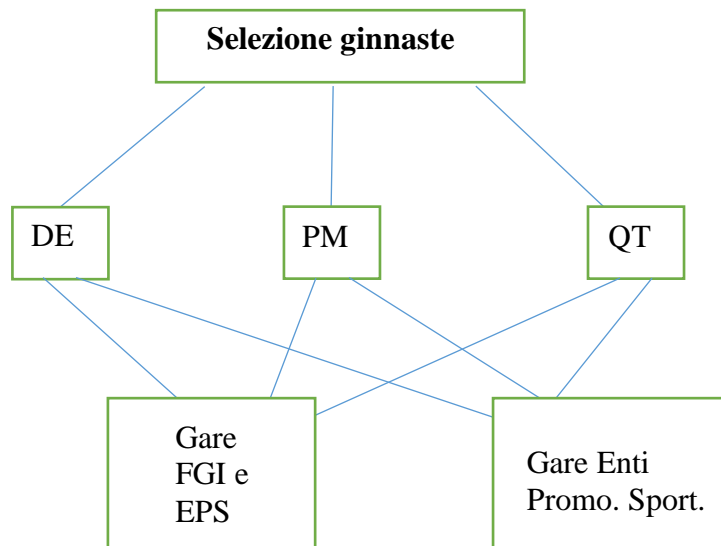 Selezione ginnaste
DE
PM
QT
Gare
FGI e
EPS
Gare Enti
Promo. Sport.